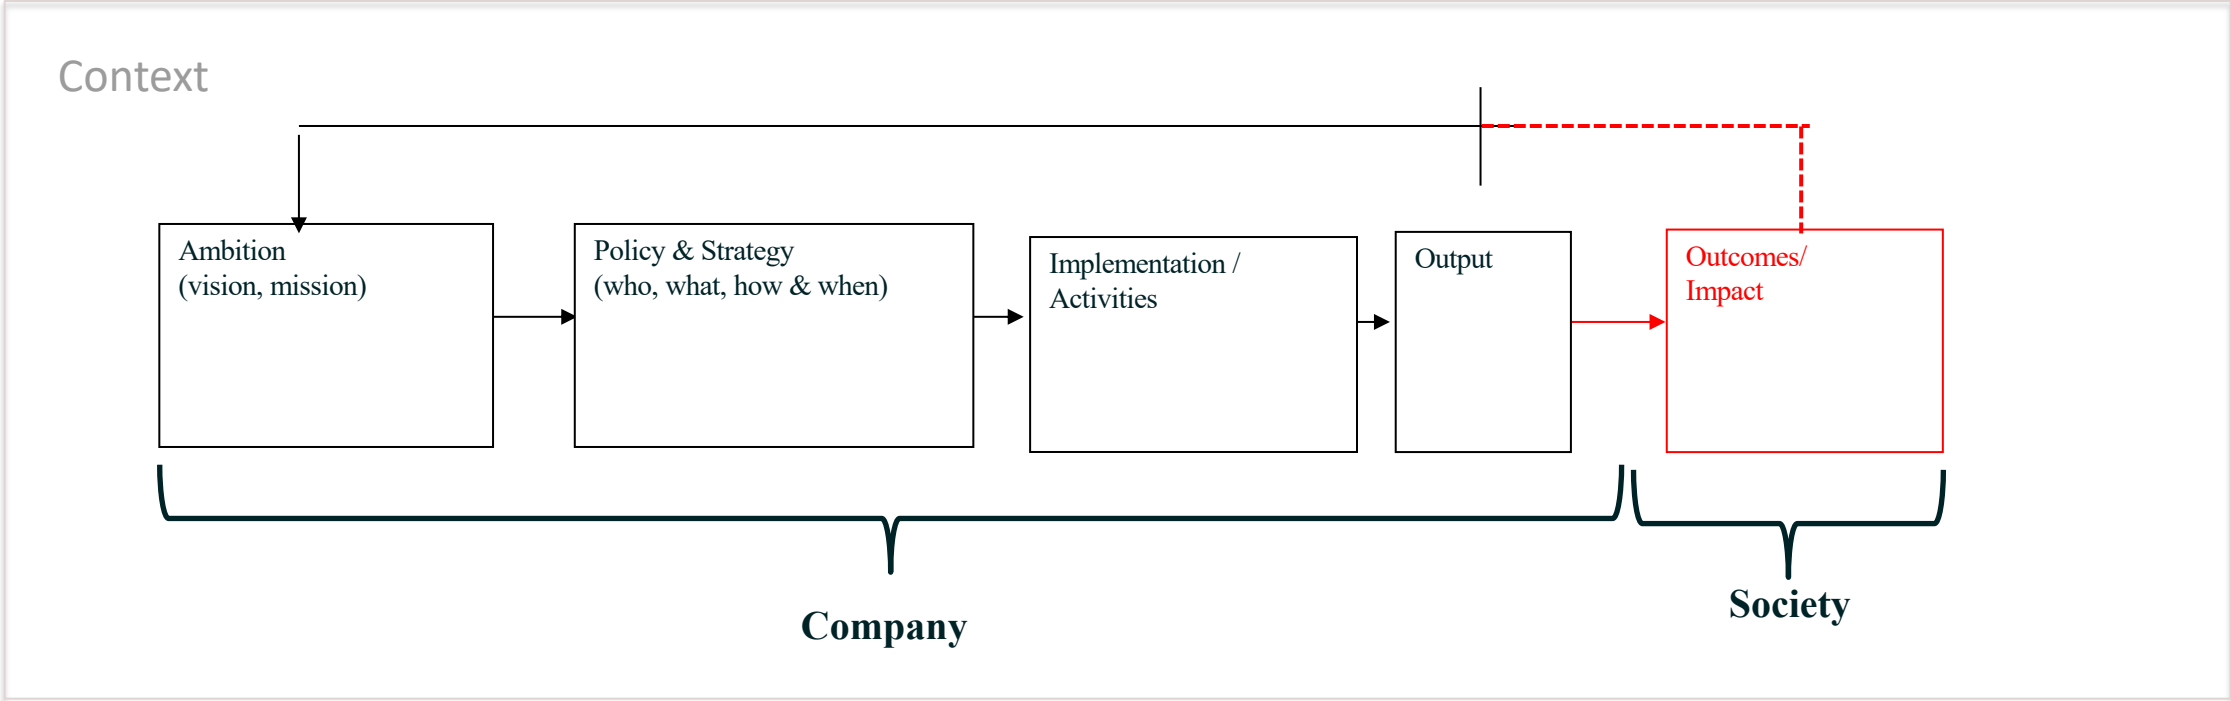 Context
Ambition
(vision, mission)
Policy & Strategy
(who, what, how & when)
Implementation /
Activities
Output
Outcomes/
Impact
Company
Society